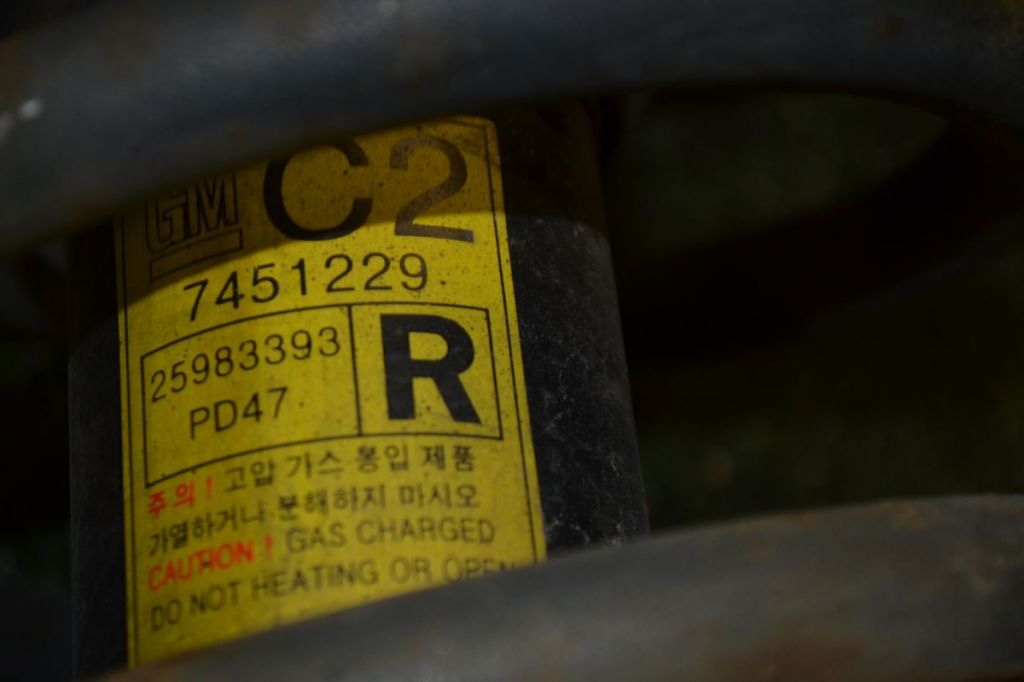 GM C2
7451229
25983393 R
PD47
주의! 고압 가스 봉입 제품
가열하거나 분해하지 마시오
CAUTION! GAS CHARGED
DO NOT HEATING OR OPEN